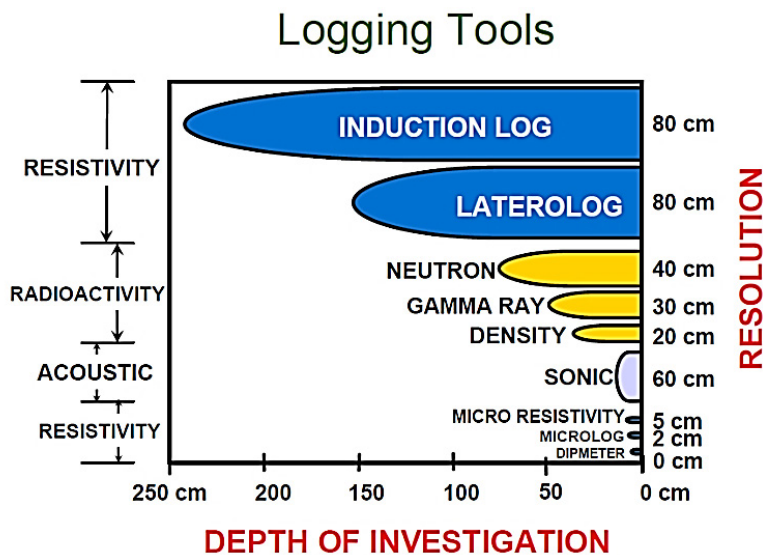 Logging Tools
INDUCTION LOG
80 cm
RESISTIVITY
LATEROLOG
80 cm
NEUTRON
40 cm
RADIOACTIVITY
GAMMA RAY
30 cm
DENSITY
20 cm
ACOUSTIC
SONIC
60 cm
RESISTIVITY
MICRO RESISTIVITY
5 cm
MICROLOG
2 cm
DIPMETER
0 cm
RESOLUTION
250 cm
200
150
100
50
0 cm
DEPTH OF INVESTIGATION